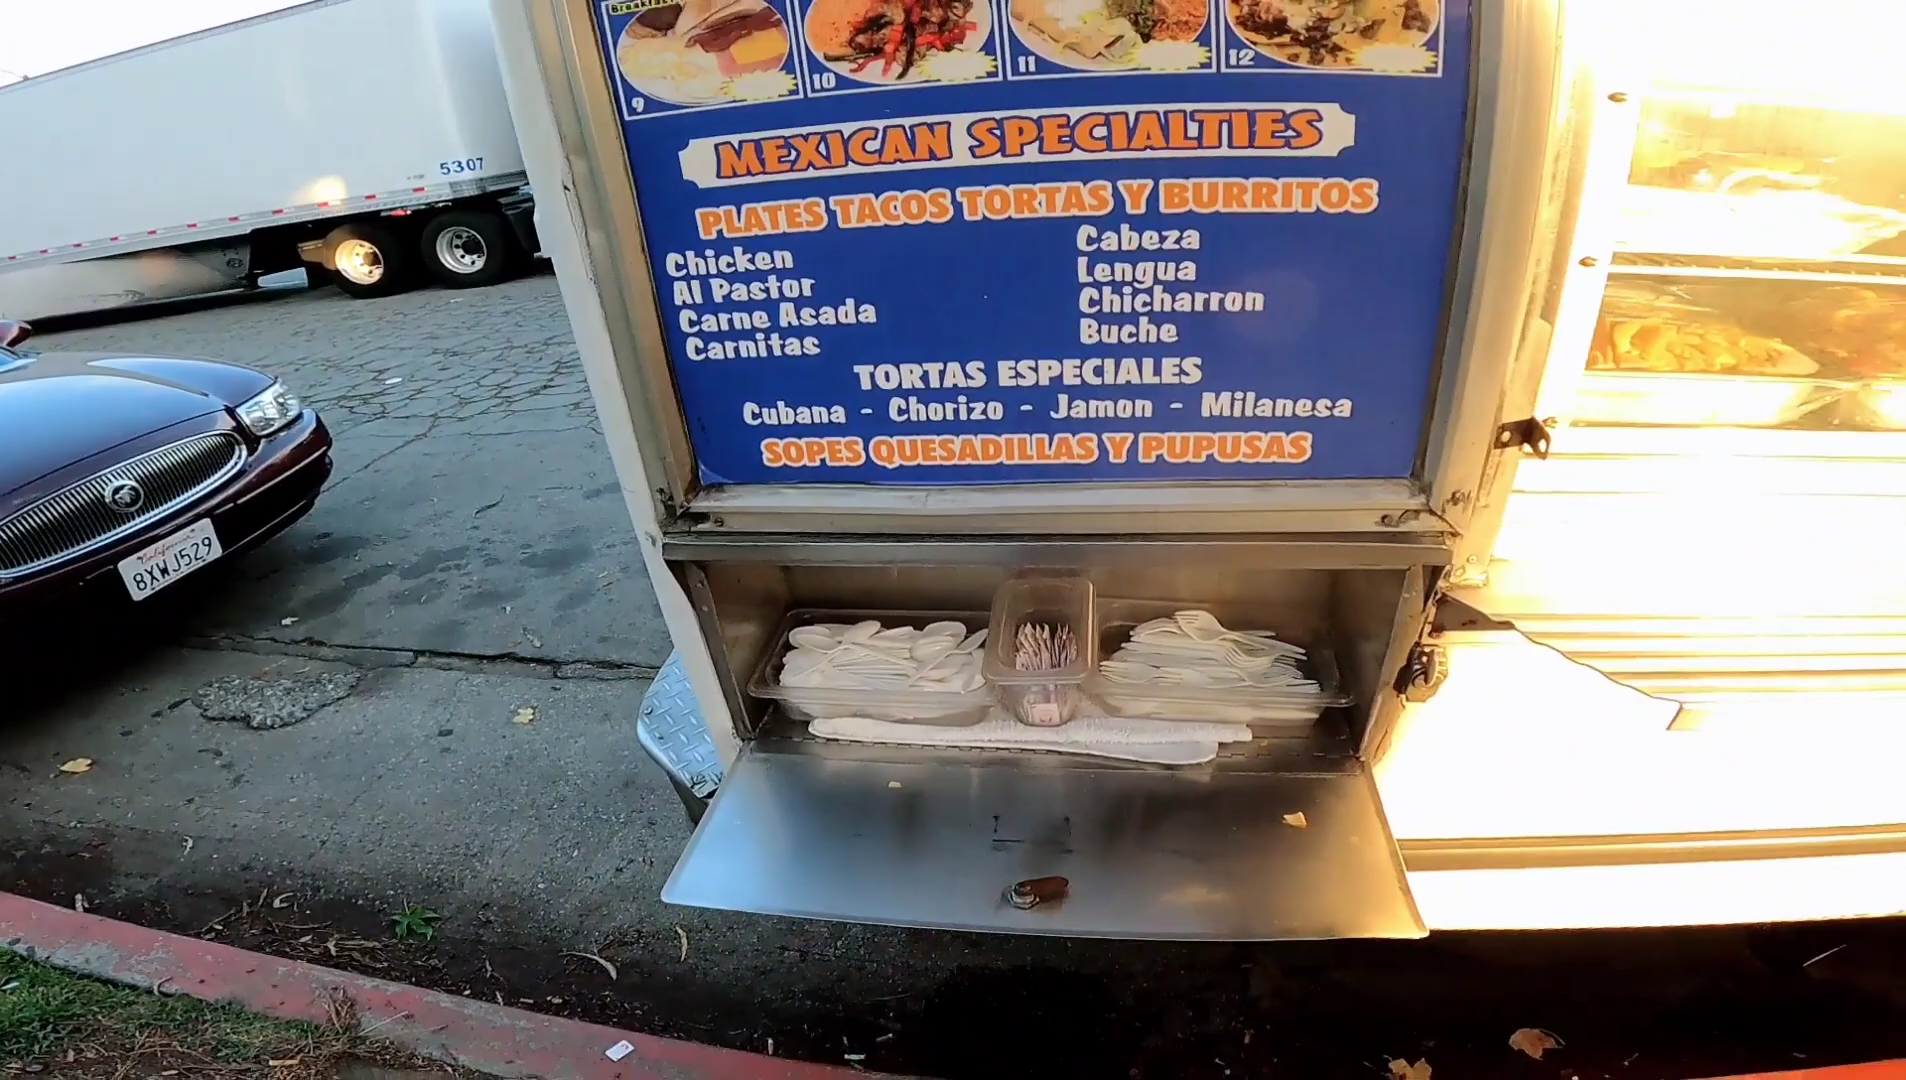 Breakfast
9
10
11
12
MEXICAN SPECIALTIES
PLATES TACOS TORTAS Y BURRITOS
Chicken
Al Pastor
Carne Asada
Carnitas
Cabeza
Lengua
Chicharron
Buche
TORTAS ESPECIALES
Cubana - Chorizo - Jamon - Milanesa
SOPES QUESADILLAS Y PUPUSAS
5307
California
8XWJ529